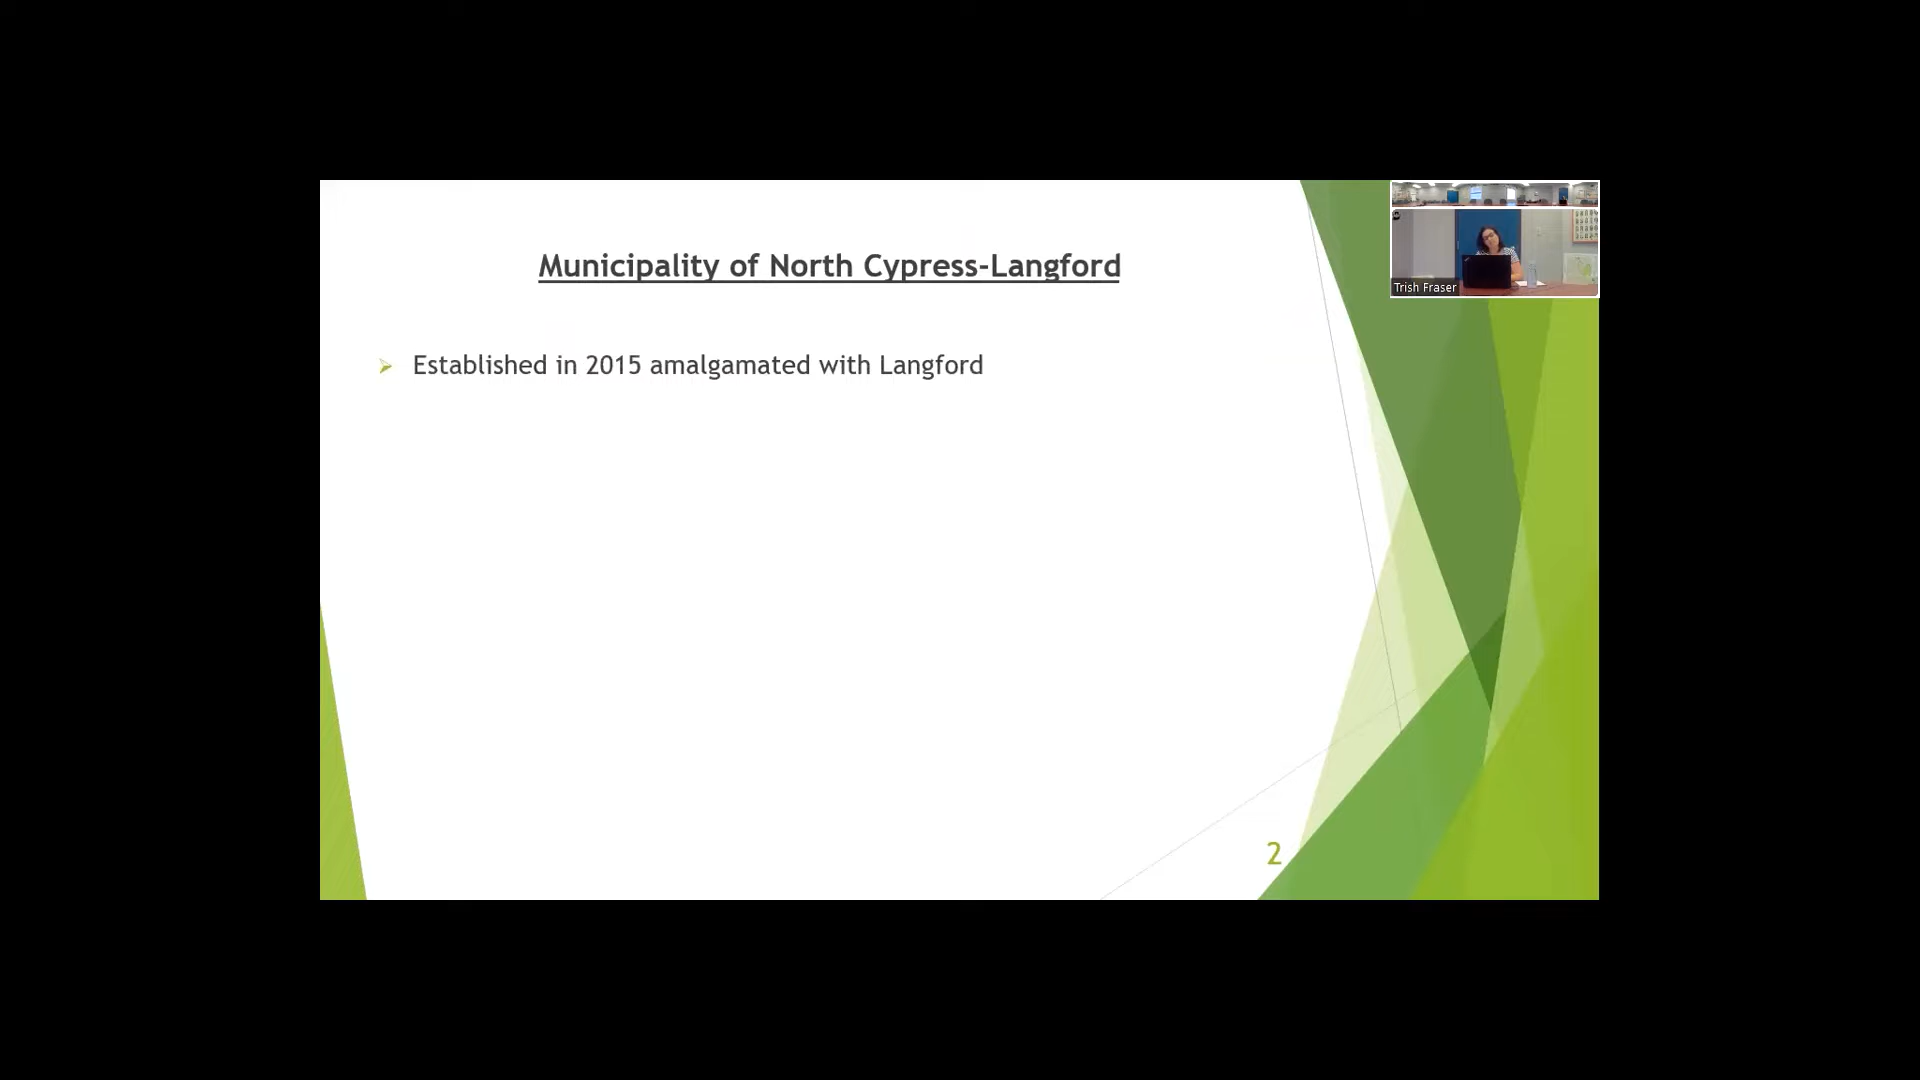 Municipality of North Cypress-Langford
Trish Fraser
Established in 2015 amalgamated with Langford
2